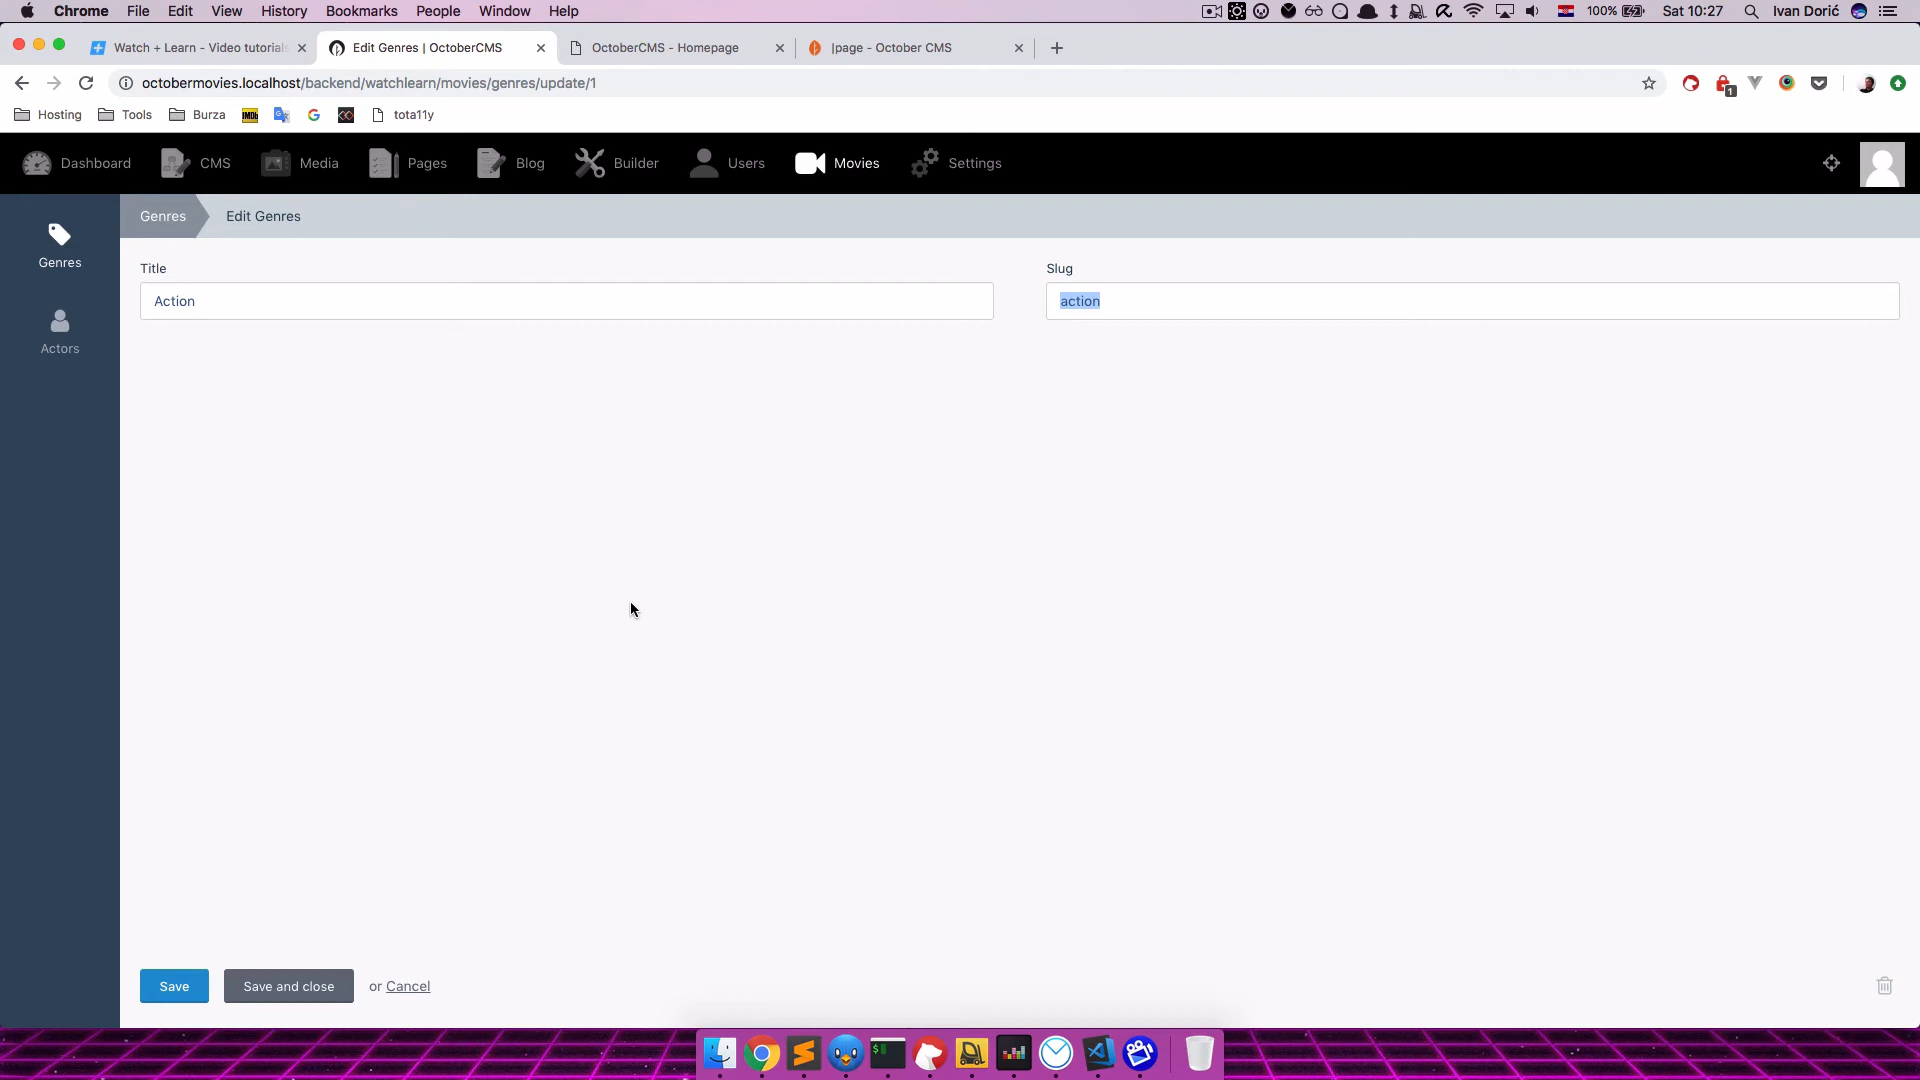 Chrome File Edit View History Bookmarks People Window Help 100% Sat 10:27 Ivan Dorić
Watch + Learn - Video tutorials Edit Genres | OctoberCMS OctoberCMS - Homepage |page - October CMS
octobermovies.localhost/backend/watchlearn/movies/genres/update/1 1
Hosting Tools Burza IMDb G tota11y
Dashboard CMS Media Pages Blog Builder Users Movies Settings
Genres Edit Genres
Genres
Actors
Title Slug
Action action
Save Save and close or Cancel